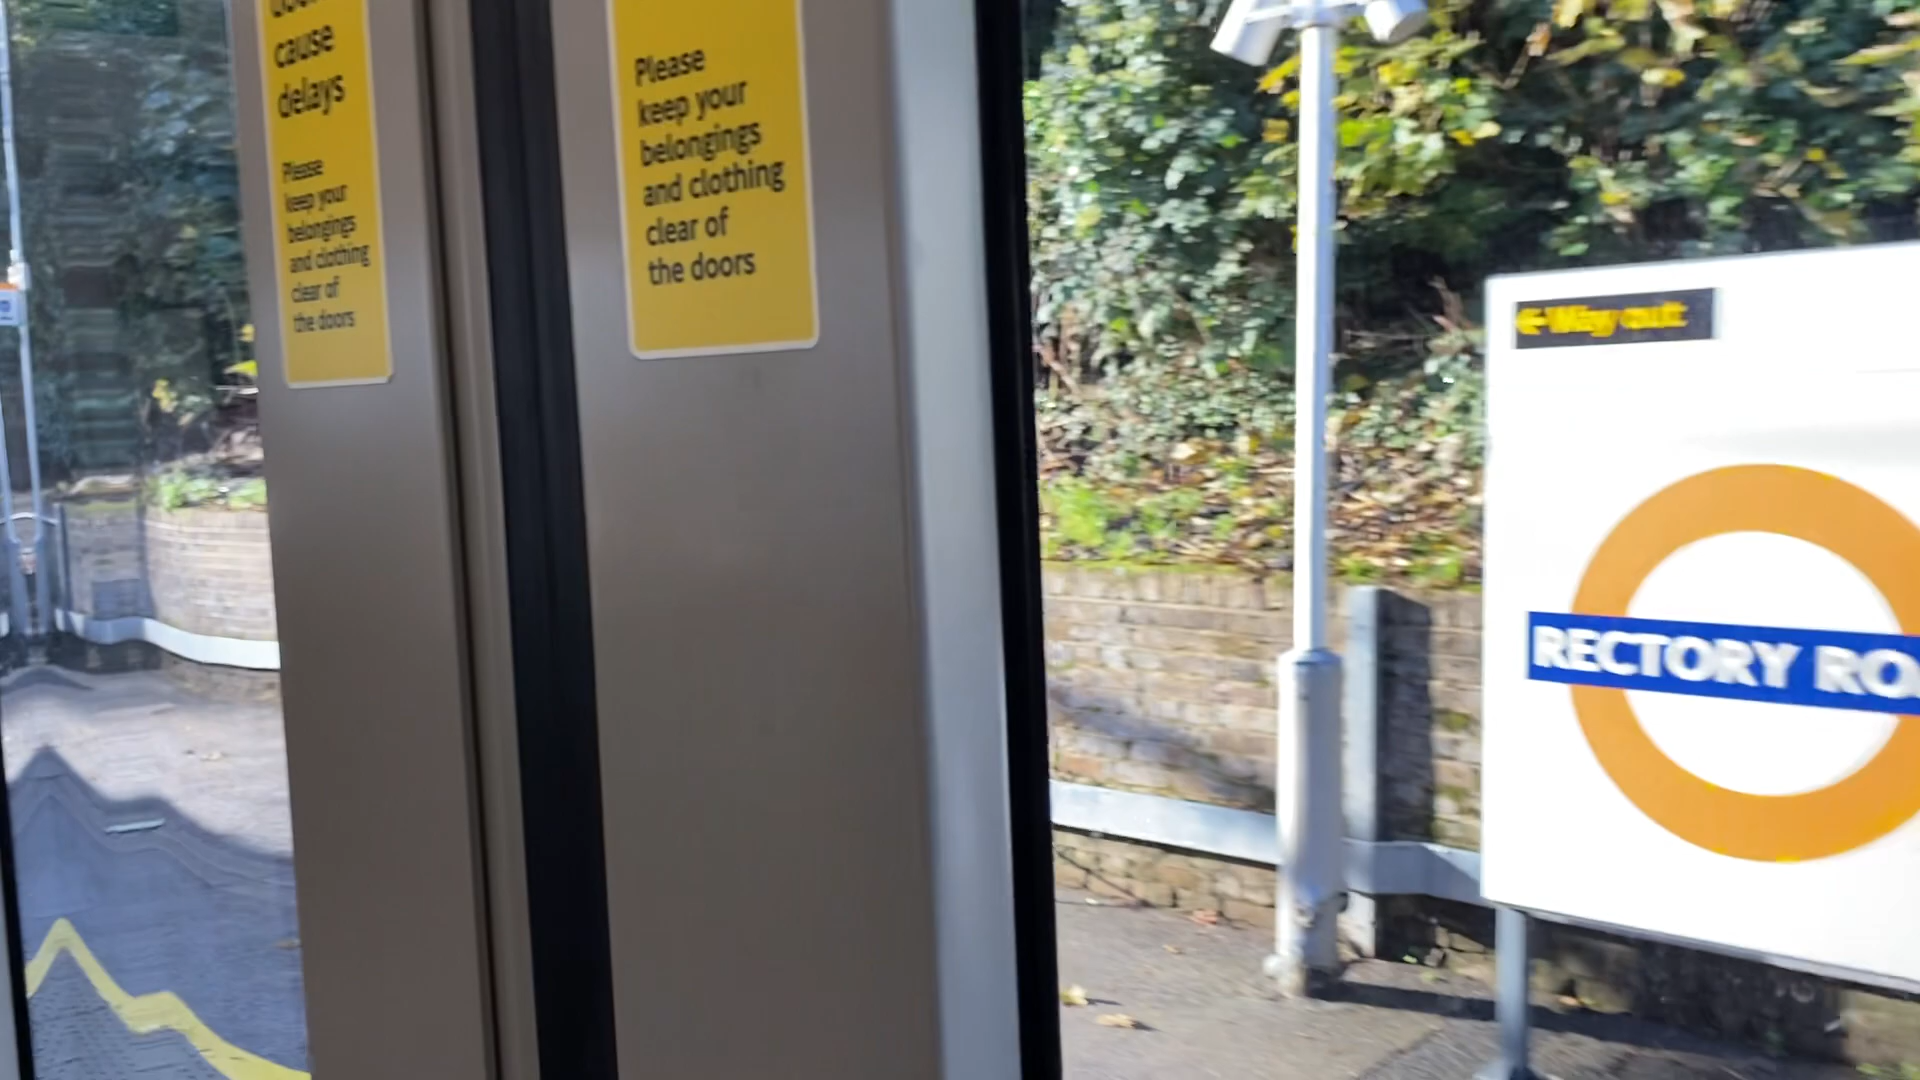 cause
delays
Please
keep your
belongings
and clothing
clear of
the doors
Please
keep your
belongings
and clothing
clear of
the doors
← Way out
RECTORY RO